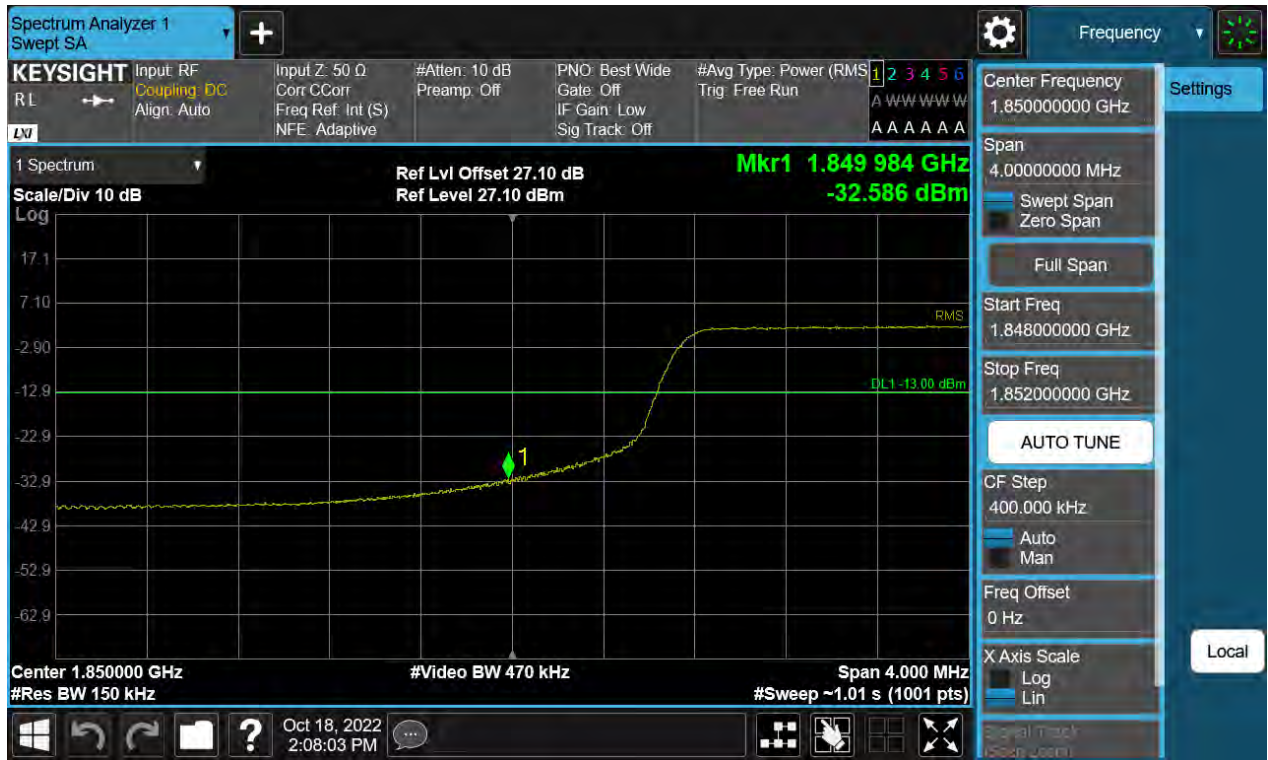 Spectrum Analyzer 1
Swept SA
+
Frequency
KEYSIGHT
RL
LXI
Input: RF
Coupling: DC
Align: Auto
Input Z: 50 Ω
Corr CCorr
Freq Ref: Int (S)
NFE: Adaptive
#Atten: 10 dB
Preamp: Off
PNO: Best Wide
Gate: Off
IF Gain: Low
Sig Track: Off
#Avg Type: Power (RMS
Trig: Free Run
1 2 3 4 5 6
A W W W W W
A A A A A A
1 Spectrum
Scale/Div 10 dB
Ref Lvl Offset 27.10 dB
Ref Level 27.10 dBm
Mkr1 1.849 984 GHz
-32.586 dBm
Log
17.1
7.10
-2.90
-12.9
-22.9
-32.9
-42.9
-52.9
-62.9
RMS
DL1 -13.00 dBm
1
Center 1.850000 GHz
#Video BW 470 kHz
Span 4.000 MHz
#Res BW 150 kHz
#Sweep ~1.01 s (1001 pts)
Center Frequency
1.850000000 GHz
Settings
Span
4.00000000 MHz
Swept Span
Zero Span
Full Span
Start Freq
1.848000000 GHz
Stop Freq
1.852000000 GHz
AUTO TUNE
CF Step
400.000 kHz
Auto
Man
Freq Offset
0 Hz
X Axis Scale
Log
Lin
Local
Signal Track
(Span Zoom)
?
Oct 18, 2022
2:08:03 PM